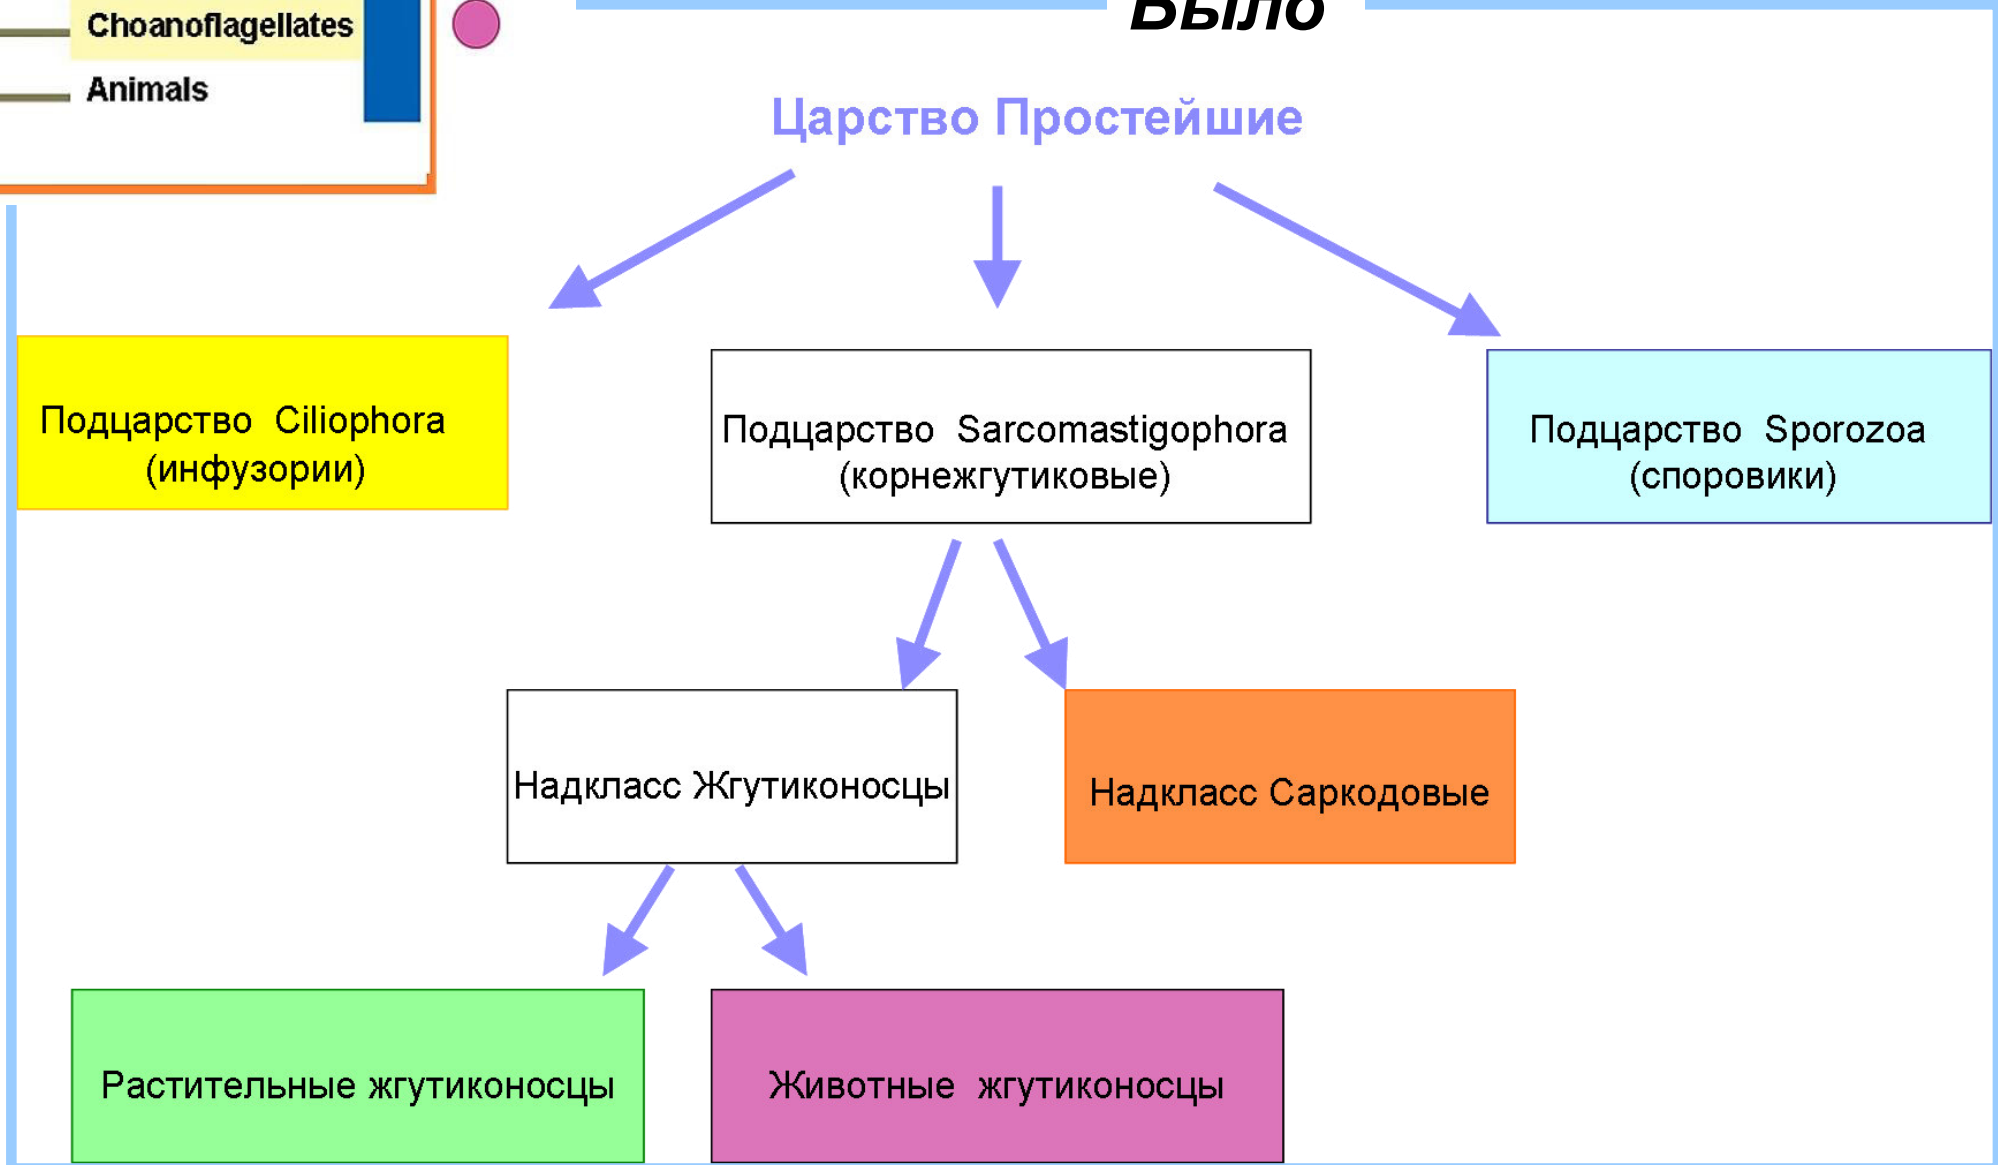 Было
Choanoflagellates
Animals
Царство Простейшие
Подцарство Ciliophora
(инфузории)
Подцарство Sarcomastigophora
(корнежгутиковые)
Подцарство Sporozoa
(споровики)
Надкласс Жгутиконосцы
Надкласс Саркодовые
Растительные жгутиконосцы
Животные жгутиконосцы